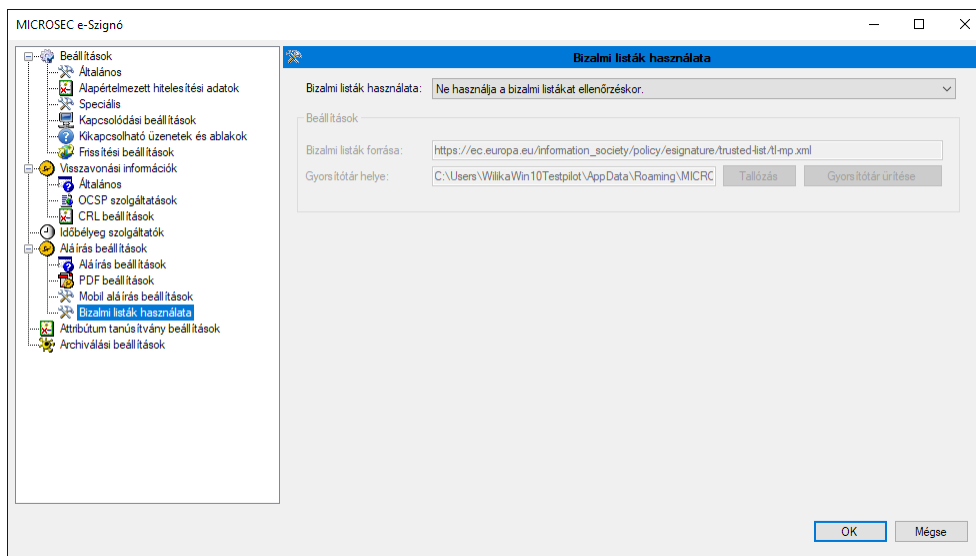 MICROSEC e-Szignó
Beállítások
Általános
Alapértelmezett hitelesítési adatok
Speciális
Kapcsolódási beállítások
Kikapcsolható üzenetek és ablakok
Frissítési beállítások
Visszavonási információk
Általános
OCSP szolgáltatások
CRL beállítások
Időbélyeg szolgáltatók
Aláírás beállítások
Aláírás beállítások
PDF beállítások
Mobil aláírás beállítások
Bizalmi listák használata
Attribútum tanúsítvány beállítások
Archiválási beállítások
Bizalmi listák használata
Bizalmi listák használata: Ne használja a bizalmi listákat ellenőrzéskor.
Beállítások
Bizalmi listák forrása: https://ec.europa.eu/information_society/policy/esignature/trusted-list/tl-mp.xml
Gyorsítótár helye: C:\Users\WilikaWin10Testpilot\AppData\Roaming\MICRC Tallózás Gyorsítótár ürítése
OK Mégse